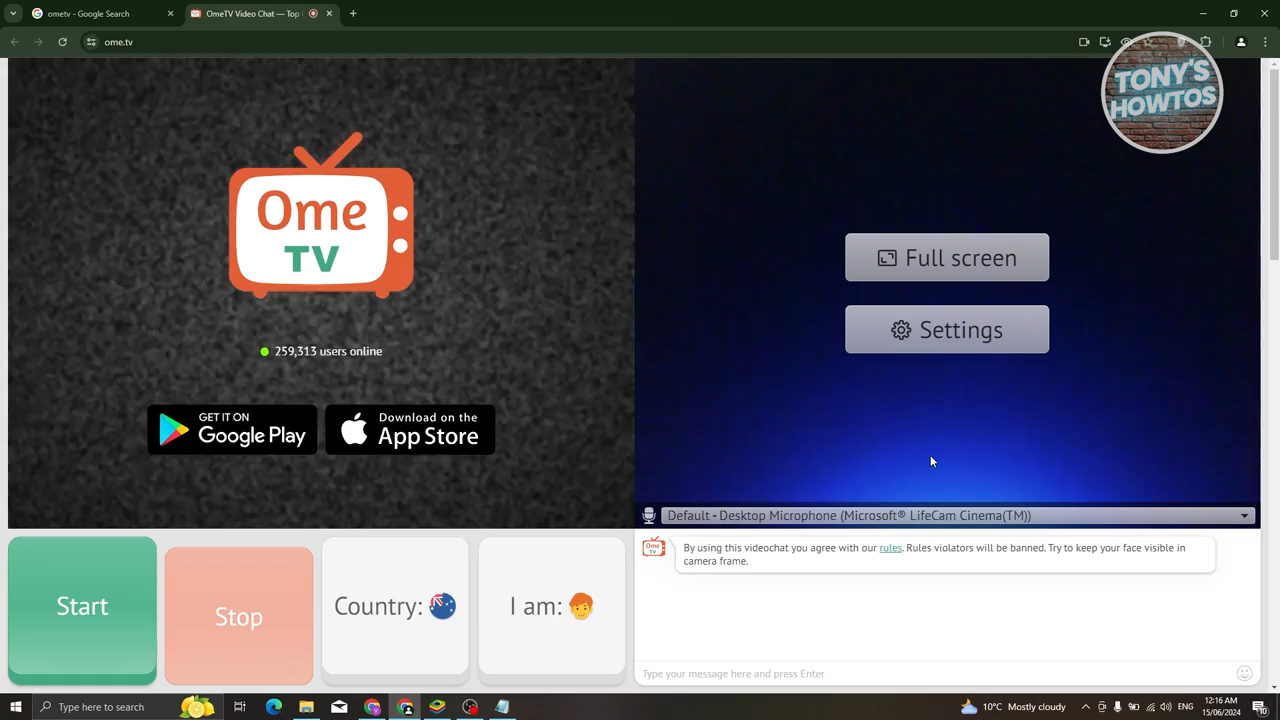 ometv - Google Search
OmeTV Video Chat — Top
ome.tv
TONY'S
HOWTOS
Ome
TV
259,313 users online
GET IT ON
Google Play
Download on the
App Store
Full screen
Settings
Default - Desktop Microphone (Microsoft® LifeCam Cinema(TM))
Ome
TV
By using this videochat you agree with our rules. Rules violators will be banned. Try to keep your face visible in
camera frame.
Start
Stop
Country:
I am:
Type your message here and press Enter
Type here to search
10°C Mostly cloudy
12:16 AM
15/06/2024
10